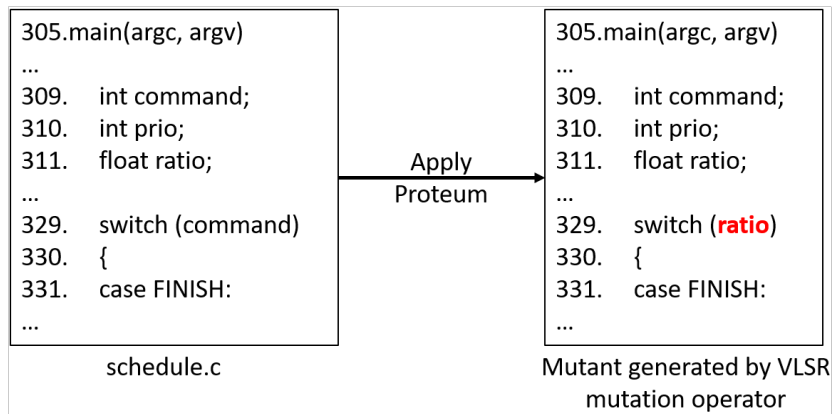 305.main(argc, argv)
...
309. int command;
310. int prio;
311. float ratio;
...
329. switch (command)
330. {
331. case FINISH:
...
schedule.c
Apply
Proteum
305.main(argc, argv)
...
309. int command;
310. int prio;
311. float ratio;
...
329. switch (ratio)
330. {
331. case FINISH:
...
Mutant generated by VLSR
mutation operator